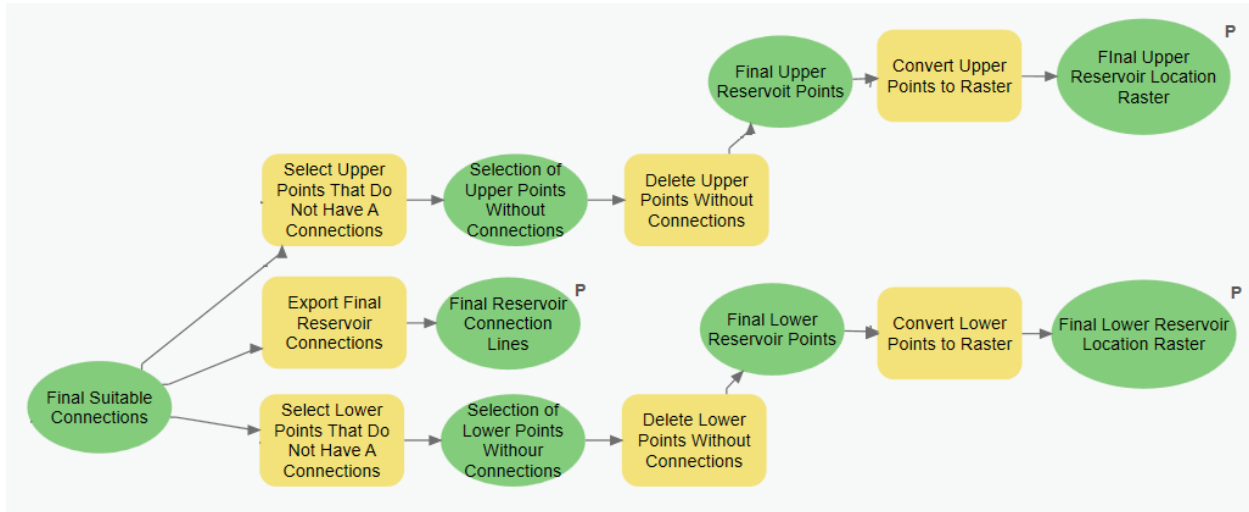 P
Final Upper
Reservoit Points
Convert Upper
Points to Raster
FInal Upper
Reservoir Location
Raster
Select Upper
Points That Do
Not Have A
Connections
Selection of
Upper Points
Without
Connections
Delete Upper
Points Without
Connections
Export Final
Reservoir
Connections
P
Final Reservoir
Connection
Lines
P
Final Lower
Reservoir Points
Convert Lower
Points to Raster
Final Lower Reservoir
Location Raster
Final Suitable
Connections
Select Lower
Points That Do
Not Have A
Connections
Selection of
Lower Points
Withour
Connections
Delete Lower
Points Without
Connections